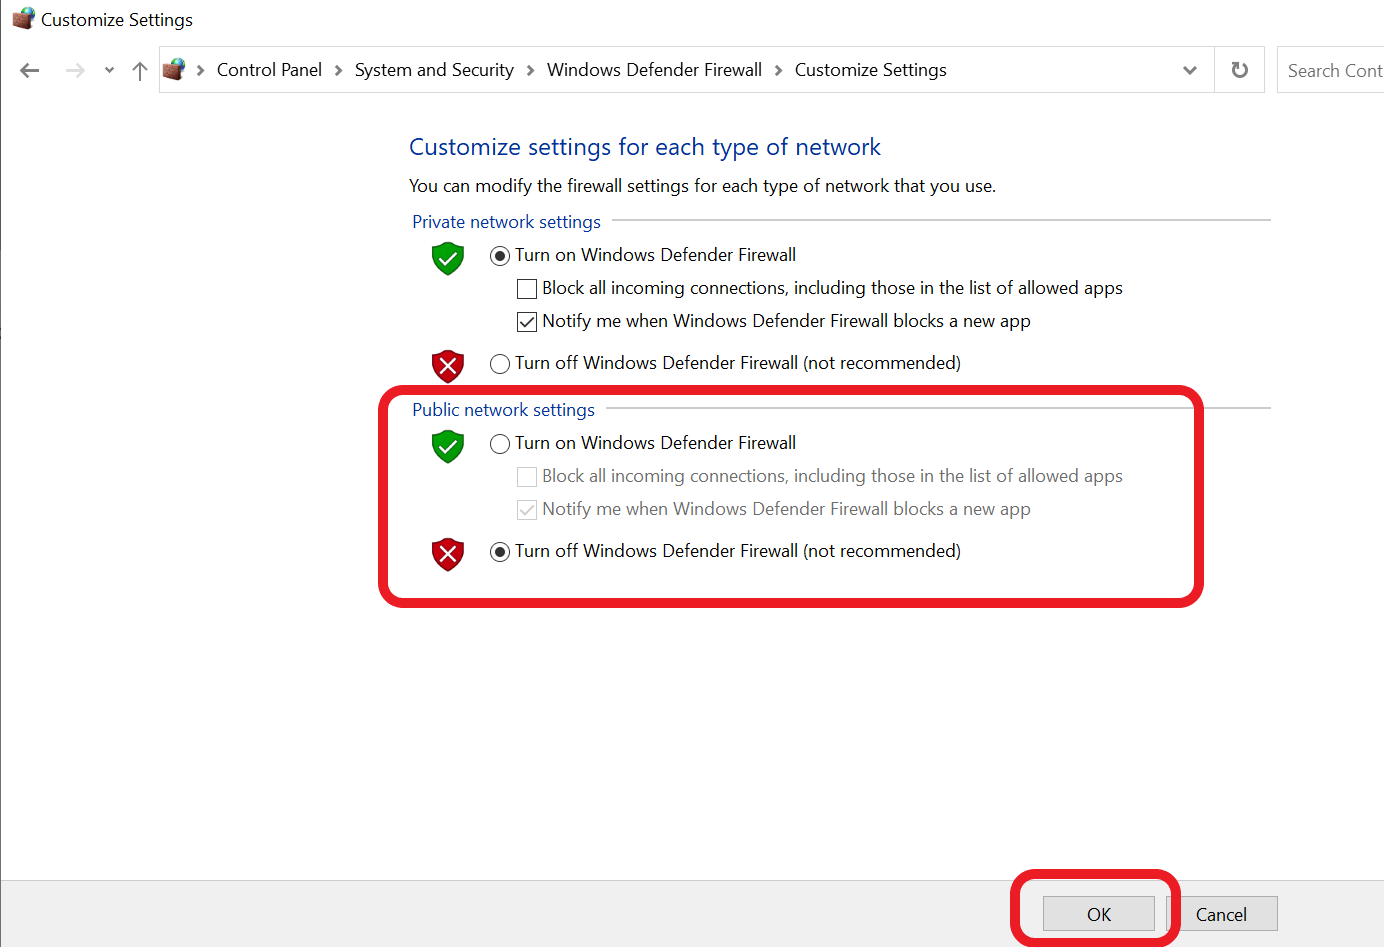 Customize Settings
Control Panel > System and Security > Windows Defender Firewall > Customize Settings
Search Cont
Customize settings for each type of network
You can modify the firewall settings for each type of network that you use.
Private network settings
Turn on Windows Defender Firewall
Block all incoming connections, including those in the list of allowed apps
Notify me when Windows Defender Firewall blocks a new app
Turn off Windows Defender Firewall (not recommended)
Public network settings
Turn on Windows Defender Firewall
Block all incoming connections, including those in the list of allowed apps
Notify me when Windows Defender Firewall blocks a new app
Turn off Windows Defender Firewall (not recommended)
OK
Cancel